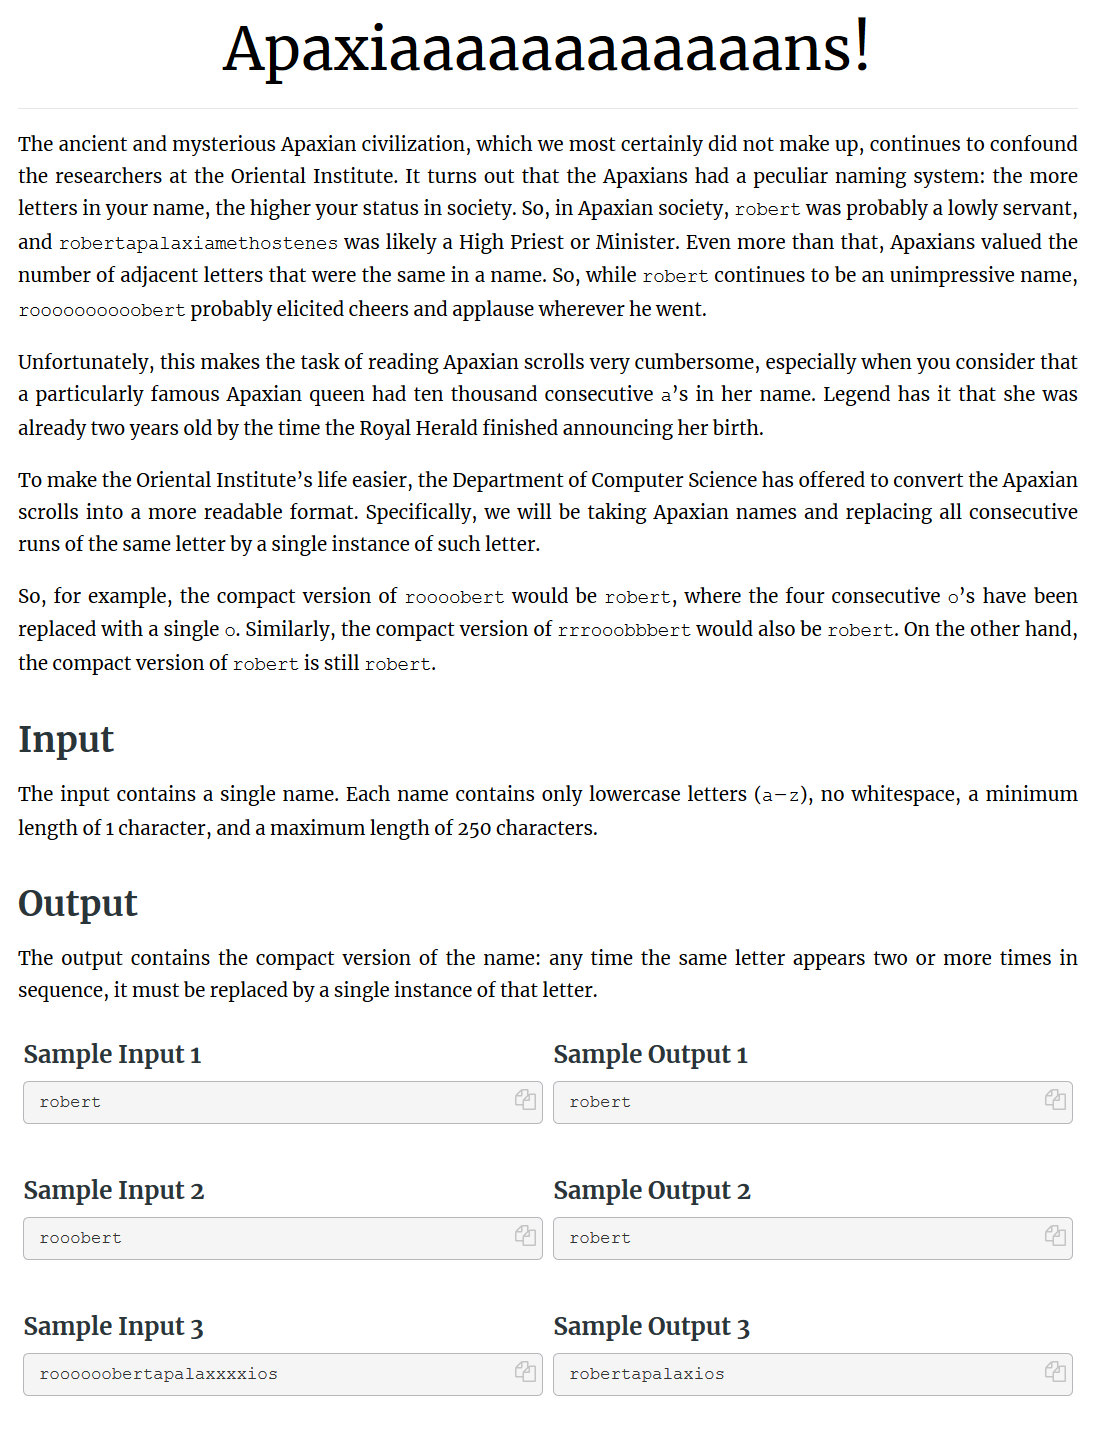 Apaxiaaaaaaaaaaaans!
The ancient and mysterious Apaxian civilization, which we most certainly did not make up, continues to confound
the researchers at the Oriental Institute. It turns out that the Apaxians had a peculiar naming system: the more
letters in your name, the higher your status in society. So, in Apaxian society, robert was probably a lowly servant,
and robertapalaxiamethostenes was likely a High Priest or Minister. Even more than that, Apaxians valued the
number of adjacent letters that were the same in a name. So, while robert continues to be an unimpressive name,
roooooooooobert probably elicited cheers and applause wherever he went.
Unfortunately, this makes the task of reading Apaxian scrolls very cumbersome, especially when you consider that
a particularly famous Apaxian queen had ten thousand consecutive a’s in her name. Legend has it that she was
already two years old by the time the Royal Herald finished announcing her birth.
To make the Oriental Institute’s life easier, the Department of Computer Science has offered to convert the Apaxian
scrolls into a more readable format. Specifically, we will be taking Apaxian names and replacing all consecutive
runs of the same letter by a single instance of such letter.
So, for example, the compact version of roooobert would be robert, where the four consecutive o’s have been
replaced with a single o. Similarly, the compact version of rrrooobbbert would also be robert. On the other hand,
the compact version of robert is still robert.
Input
The input contains a single name. Each name contains only lowercase letters (a–z), no whitespace, a minimum
length of 1 character, and a maximum length of 250 characters.
Output
The output contains the compact version of the name: any time the same letter appears two or more times in
sequence, it must be replaced by a single instance of that letter.
Sample Input 1
Sample Output 1
robert
robert
Sample Input 2
Sample Output 2
rooobert
robert
Sample Input 3
Sample Output 3
roooooobertapalaxxxxios
robertapalaxios